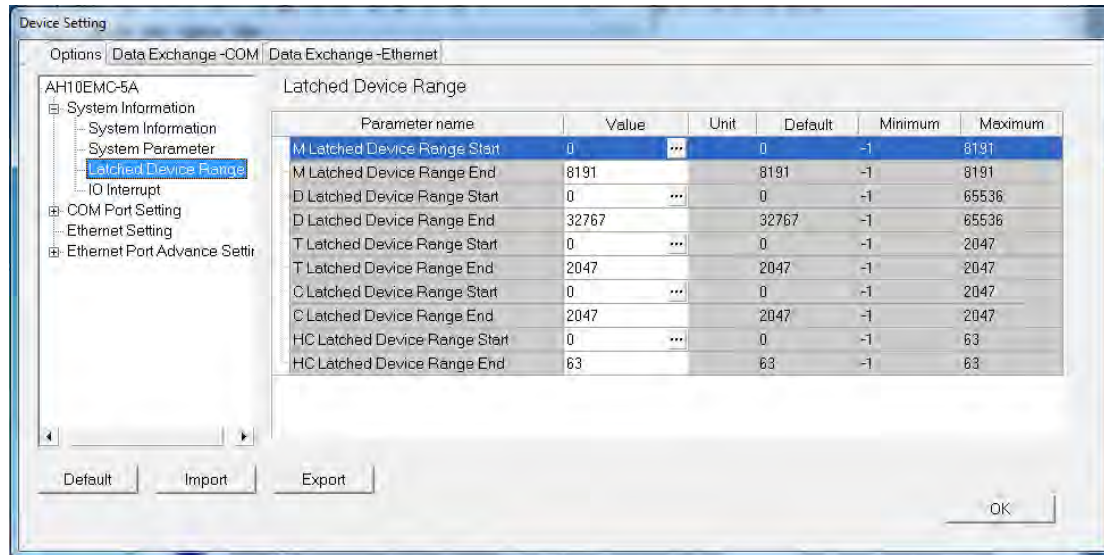 Device Setting
Options Data Exchange -COM Data Exchange -Ethernet
AH10EMC-5A
System Information
System Information
System Parameter
Latched Device Range
IO Interrupt
COM Port Setting
Ethernet Setting
Ethernet Port Advance Settir
Latched Device Range
Parameter name Value Unit Default Minimum Maximum
M Latched Device Range Start 0 ... 0 -1 8191
M Latched Device Range End 8191 8191 -1 8191
D Latched Device Range Start 0 ... 0 -1 65536
D Latched Device Range End 32767 32767 -1 65536
T Latched Device Range Start 0 ... 0 -1 2047
T Latched Device Range End 2047 2047 -1 2047
C Latched Device Range Start 0 ... 0 -1 2047
C Latched Device Range End 2047 2047 -1 2047
HC Latched Device Range Start 0 ... 0 -1 63
HC Latched Device Range End 63 63 -1 63
Default Import Export
OK